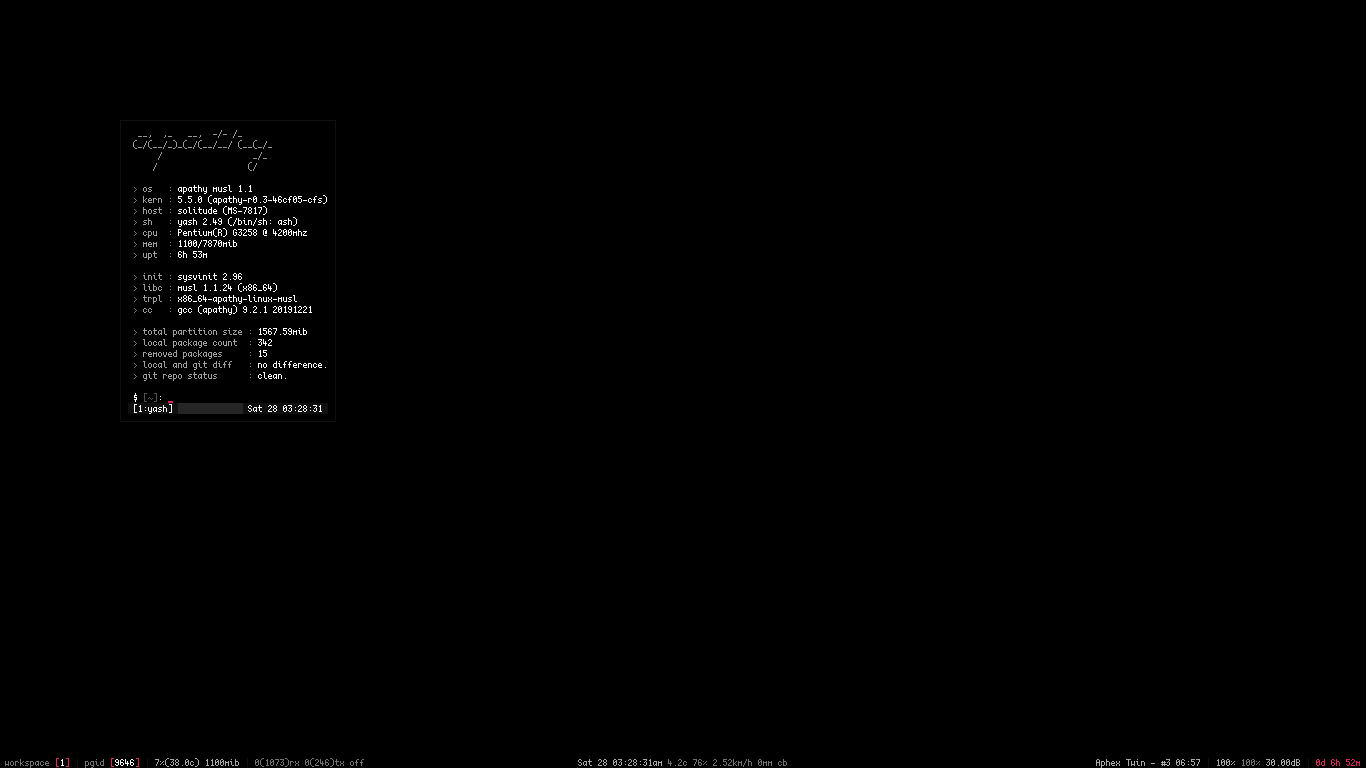 __,  ,_   __,  -/- /_
(_/(__/_)_(_/(__/__/ (__(_/_
     /                  _/_
    /                  (/
> os   : apathy musl 1.1
> kern : 5.5.0 (apathy-r0.3-46cf05-cfs)
> host : solitude (MS-7817)
> sh   : yash 2.49 (/bin/sh: ash)
> cpu  : Pentium(R) G3258 @ 4200mhz
> mem  : 1100/7870mib
> upt  : 6h 53m
> init : sysvinit 2.96
> libc : musl 1.1.24 (x86_64)
> trpl : x86_64-apathy-linux-musl
> cc   : gcc (apathy) 9.2.1 20191221
> total partition size : 1567.59mib
> local package count  : 342
> removed packages     : 15
> local and git diff   : no difference.
> git repo status      : clean.
$ [~]: _
[1:yash] Sat 28 03:28:31
workspace [1] | pgid [9646] | 7%(38.0c) 1100mib | 0(1073)rx 0(246)tx off
Sat 28 03:28:31am 4.2c 76% 2.52km/h 0mm cb
Aphex Twin - #3 06:57 | 100% 100% 30.00dB | 0d 6h 52m